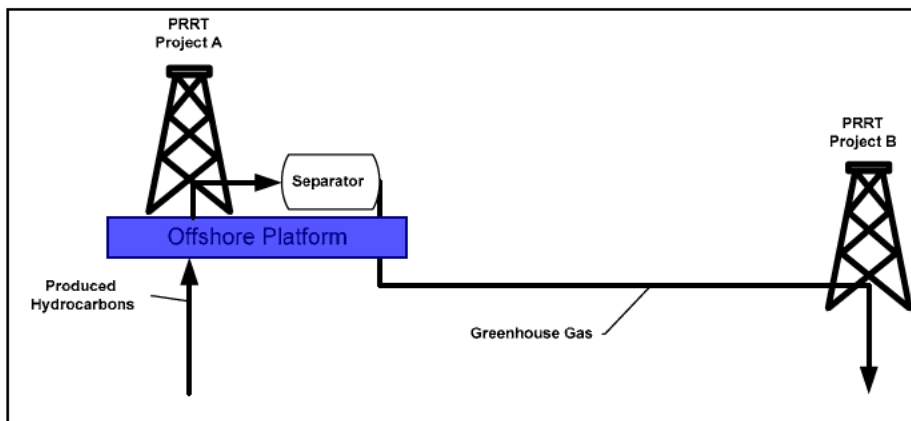 PRRT
Project A
PRRT
Project B
Separator
Offshore Platform
Produced
Hydrocarbons
Greenhouse Gas